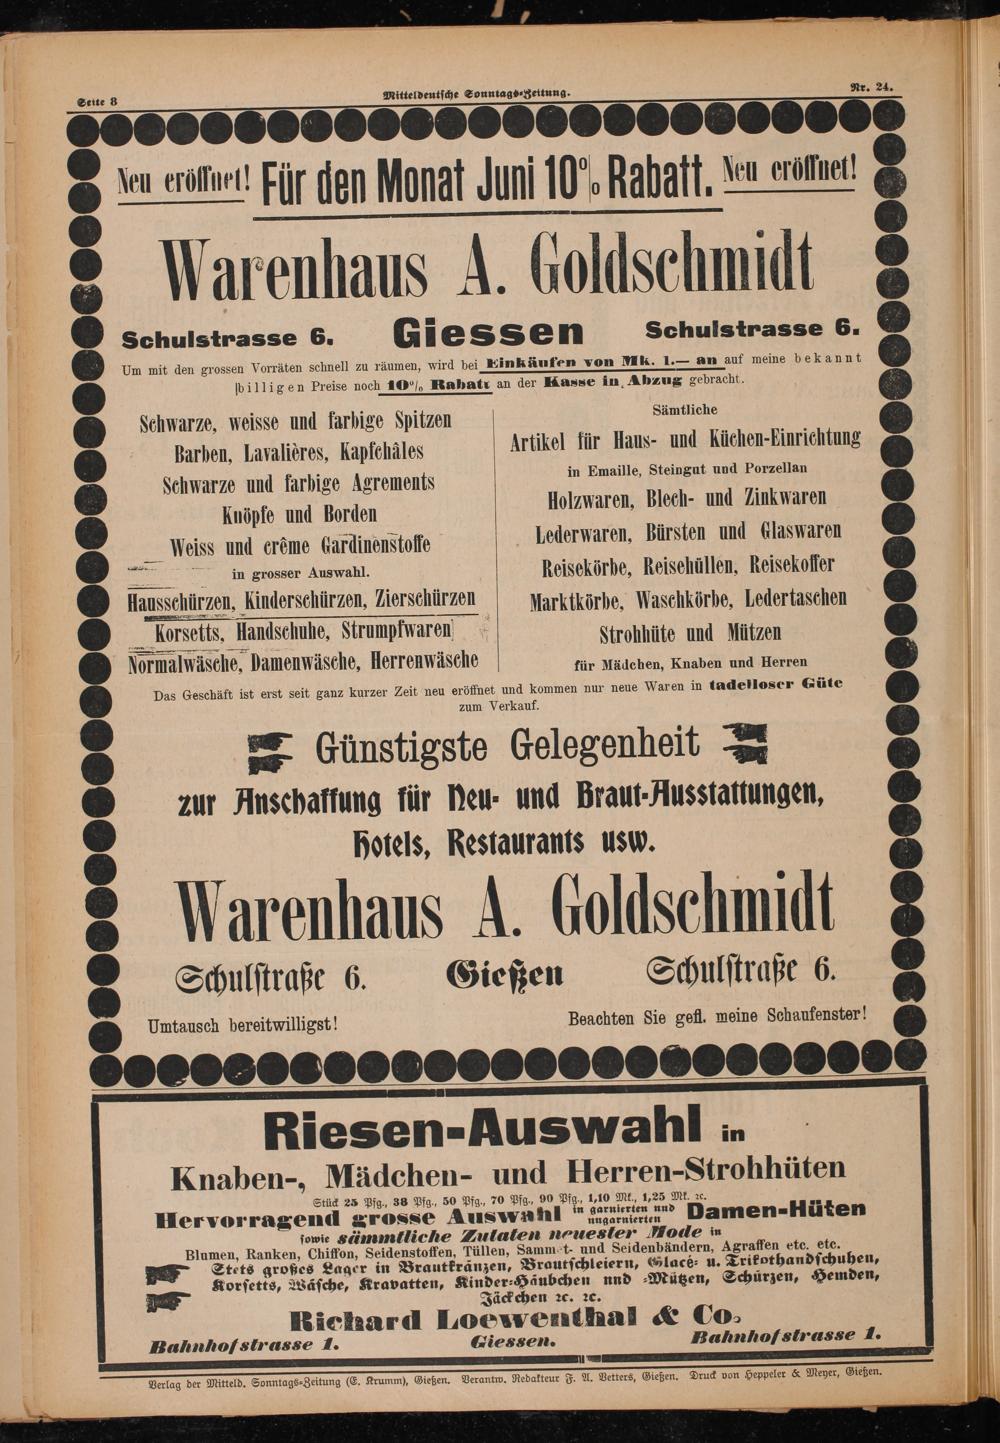 Seite 8
Mitteldeutsche Sonntags-Zeitung.
Nr. 24.
Neu eröffnet! Für den Monat Juni 10% Rabatt. Neu eröffnet!
Warenhaus A. Goldschmidt
Schulstrasse 6. Giessen Schulstrasse 6.
Um mit den grossen Vorräten schnell zu räumen, wird bei Einkäufen von Mk. 1.— an auf meine bekannt
billigen Preise noch 10% Rabatt an der Kasse in Abzug gebracht.
Schwarze, weisse und farbige Spitzen
Barben, Lavalières, Kapfchâles
Schwarze und farbige Agrements
Knöpfe und Borden
Weiss und crême Gardinenstoffe
in grosser Auswahl.
Hausschürzen, Kinderschürzen, Zierschürzen
Korsetts, Handschuhe, Strumpfwaren
Normalwäsche, Damenwäsche, Herrenwäsche
Sämtliche
Artikel für Haus- und Küchen-Einrichtung
in Emaille, Steingut und Porzellan
Holzwaren, Blech- und Zinkwaren
Lederwaren, Bürsten und Glaswaren
Reisekörbe, Reisehüllen, Reisekoffer
Marktkörbe, Waschkörbe, Ledertaschen
Strohhüte und Mützen
für Mädchen, Knaben und Herren
Das Geschäft ist erst seit ganz kurzer Zeit neu eröffnet und kommen nur neue Waren in tadelloser Güte
zum Verkauf.
Günstigste Gelegenheit
zur Anschaffung für Neu- und Braut-Ausstattungen,
Hotels, Restaurants usw.
Warenhaus A. Goldschmidt
Schulstraße 6. Gießen Schulstraße 6.
Umtausch bereitwilligst!
Beachten Sie gefl. meine Schaufenster!
Riesen-Auswahl in
Knaben-, Mädchen- und Herren-Strohhüten
Stück 25 Pfg., 38 Pfg., 50 Pfg., 70 Pfg., 90 Pfg., 1,10 Mk., 1,25 Mk. ꝛc.
Hervorragend grosse Auswahl in garnierten und ungarnierten Damen-Hüten
sowie sämmtliche Zutaten neuester Mode in
Blumen, Ranken, Chiffon, Seidenstoffen, Tüllen, Sammet- und Seidenbändern, Agraffen etc. etc.
Stets großes Lager in Brautkränzen, Brautschleiern, Glacé- u. Trikothandschuhen,
Korsetts, Wäsche, Kravatten, Kinder-Häubchen und -Mützen, Schürzen, Hemden,
Jäckchen ꝛc. ꝛc.
Richard Loewenthal & Co.
Bahnhofstrasse 1. Giessen. Bahnhofstrasse 1.
Verlag der Mitteld. Sonntags-Zeitung (E. Krumm), Gießen. Verantw. Redakteur F. A. Vetters, Gießen. Druck von Heppeler & Meyer, Gießen.